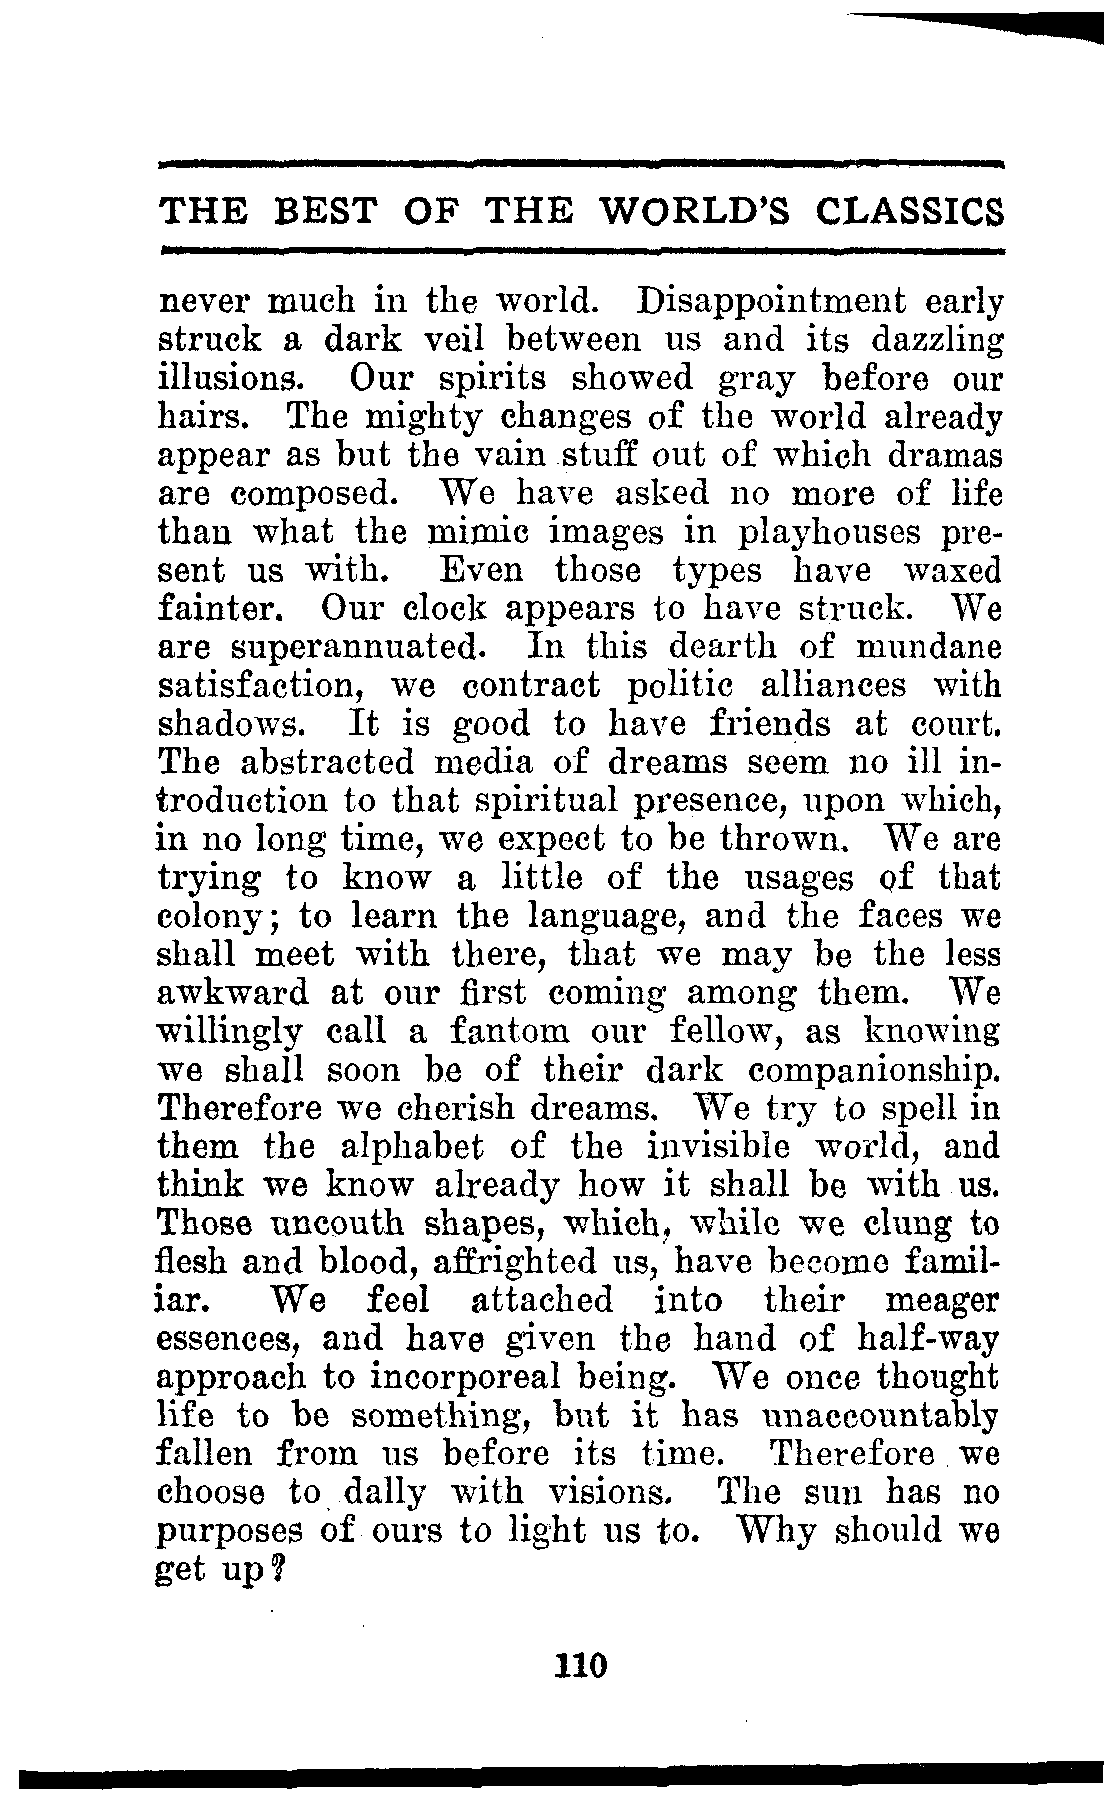 THE BEST OF THE WORLD'S CLASSICS
never much in the world. Disappointment early
struck a dark veil between us and its dazzling
illusions. Our spirits showed gray before our
hairs. The mighty changes of the world already
appear as but the vain stuff out of which dramas
are composed. We have asked no more of life
than what the mimic images in playhouses pre-
sent us with. Even those types have waxed
fainter. Our clock appears to have struck. We
are superannuated. In this dearth of mundane
satisfaction, we contract politic alliances with
shadows. It is good to have friends at court.
The abstracted media of dreams seem no ill in-
troduction to that spiritual presence, upon which,
in no long time, we expect to be thrown. We are
trying to know a little of the usages of that
colony; to learn the language, and the faces we
shall meet with there, that we may be the less
awkward at our first coming among them. We
willingly call a fantom our fellow, as knowing
we shall soon be of their dark companionship.
Therefore we cherish dreams. We try to spell in
them the alphabet of the invisible world, and
think we know already how it shall be with us.
Those uncouth shapes, which, while we clung to
flesh and blood, affrighted us, have become famil-
iar. We feel attached into their meager
essences, and have given the hand of half-way
approach to incorporeal being. We once thought
life to be something, but it has unaccountably
fallen from us before its time. Therefore we
choose to dally with visions. The sun has no
purposes of ours to light us to. Why should we
get up?
110